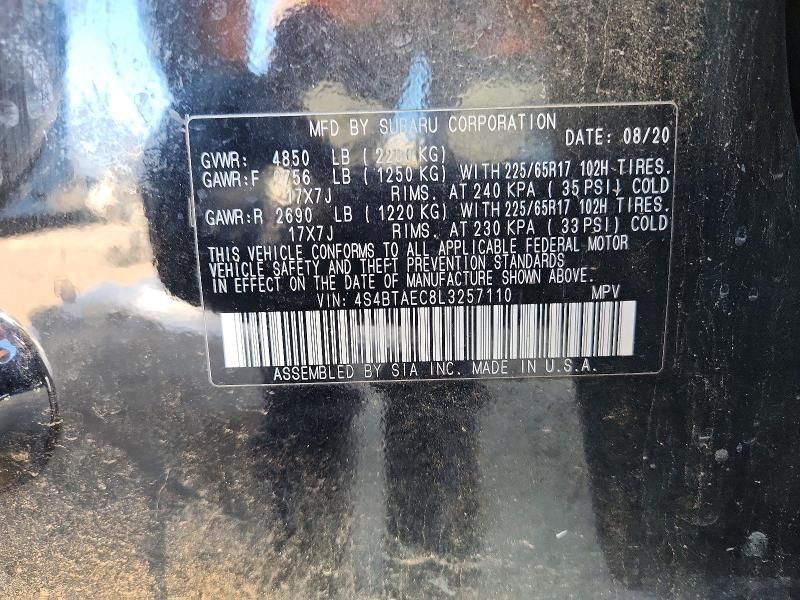 MFD BY SUBARU CORPORATION DATE: 08/20
GVWR: 4850 LB (2200 KG)
GAWR:F 2756 LB (1250 KG) WITH 225/65R17 102H TIRES.
17X7J RIMS. AT 240 KPA (35 PSI) COLD
GAWR:R 2690 LB (1220 KG) WITH 225/65R17 102H TIRES.
17X7J RIMS. AT 230 KPA (33 PSI) COLD
THIS VEHICLE CONFORMS TO ALL APPLICABLE FEDERAL MOTOR
VEHICLE SAFETY AND THEFT PREVENTION STANDARDS
IN EFFECT ON THE DATE OF MANUFACTURE SHOWN ABOVE.
VIN: 4S4BTAEC8L3257110 MPV
ASSEMBLED BY SIA INC. MADE IN U.S.A.